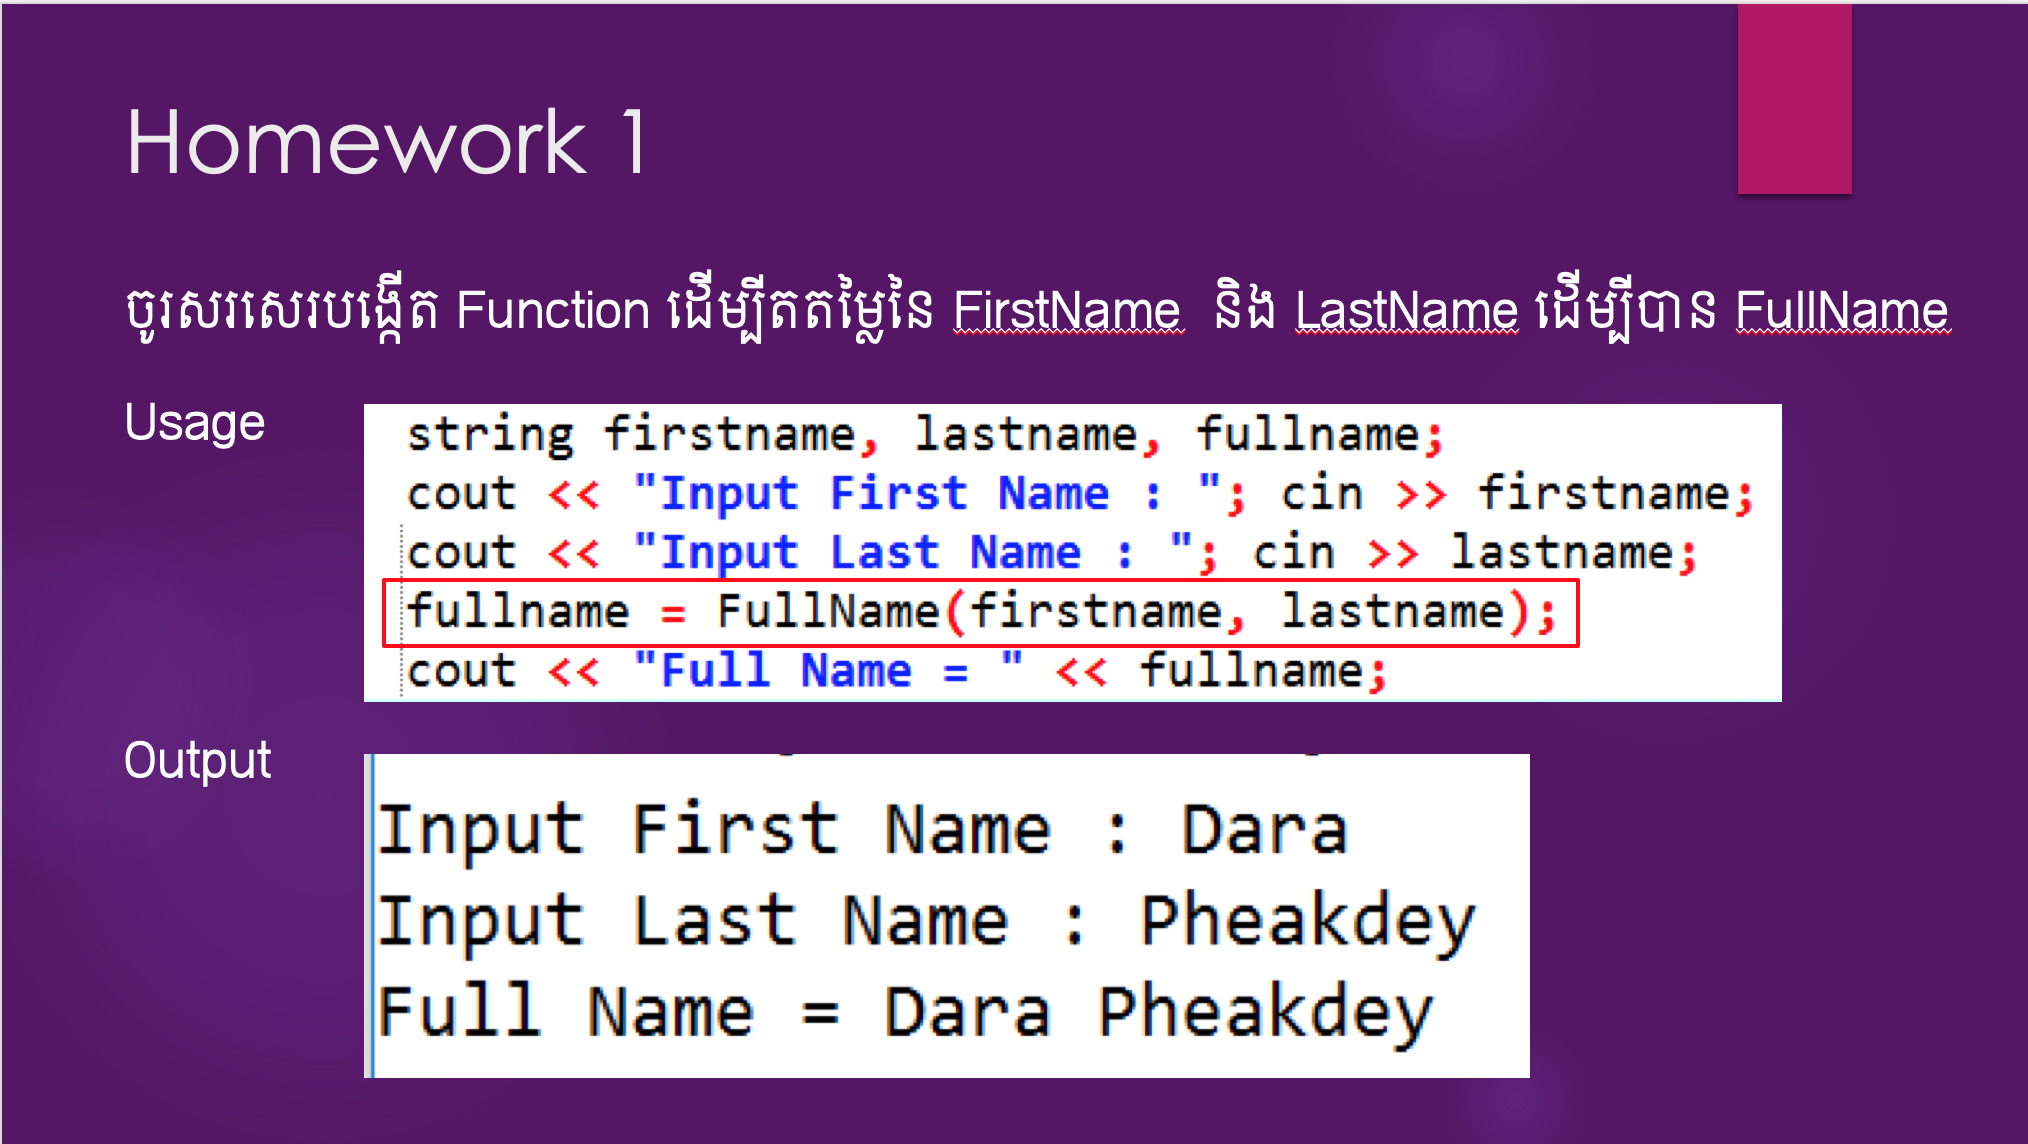 Homework 1
ចូរសរសេរបង្កើត Function ដើម្បីតតម្លៃនៃ FirstName និង LastName ដើម្បីបាន FullName
Usage
string firstname, lastname, fullname;
cout << "Input First Name : "; cin >> firstname;
cout << "Input Last Name : "; cin >> lastname;
fullname = FullName(firstname, lastname);
cout << "Full Name = " << fullname;
Output
Input First Name : Dara
Input Last Name : Pheakdey
Full Name = Dara Pheakdey